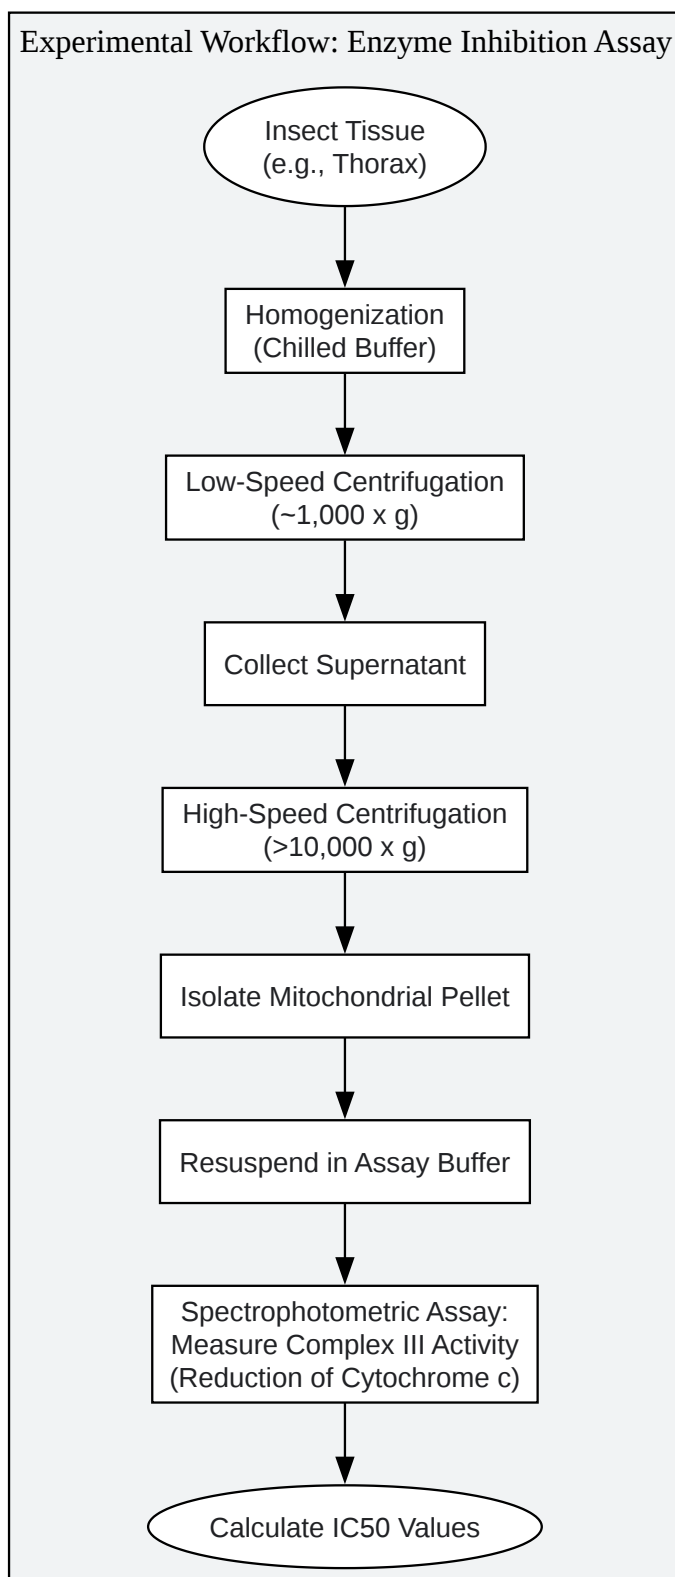 Experimental Workflow: Enzyme Inhibition Assay
Insect Tissue
(e.g., Thorax)
Homogenization
(Chilled Buffer)
Low-Speed Centrifugation
(~1,000 x g)
Collect Supernatant
High-Speed Centrifugation
(>10,000 x g)
Isolate Mitochondrial Pellet
Resuspend in Assay Buffer
Spectrophotometric Assay:
Measure Complex III Activity
(Reduction of Cytochrome c)
Calculate IC50 Values